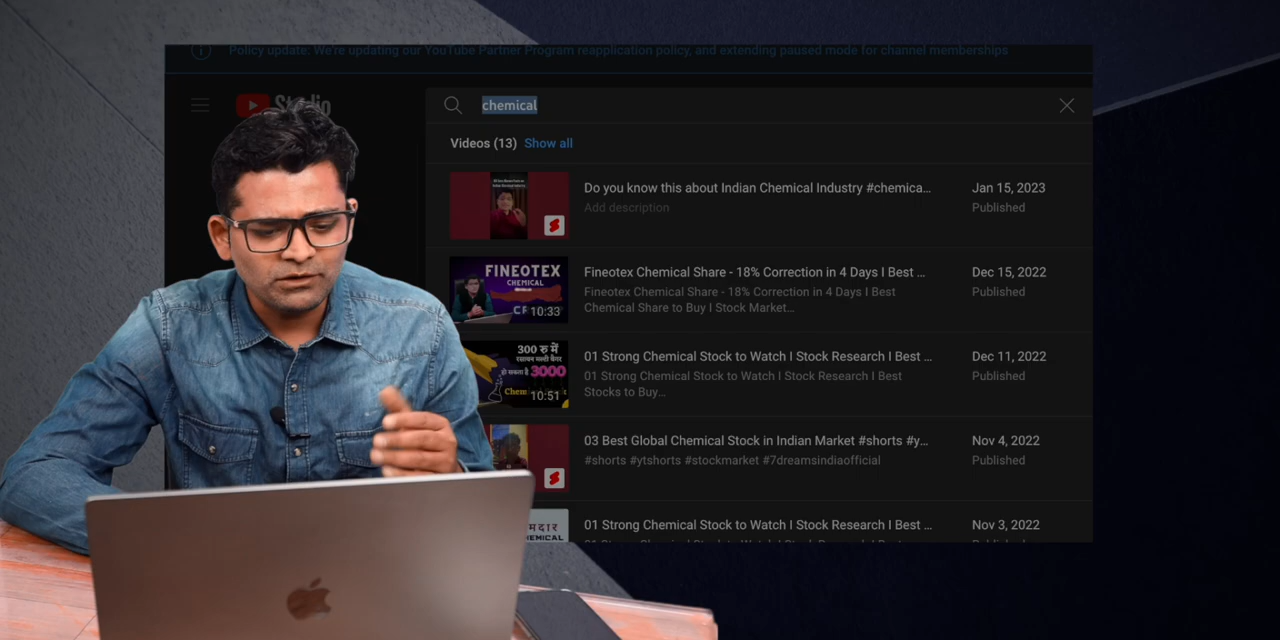 Policy update: We're updating our YouTube Partner Program reapplication policy, and extending paused mode for channel memberships
Studio
chemical
Videos (13) Show all
Do you know this about Indian Chemical Industry #chemica...
Jan 15, 2023
Add description
Published
FINEOTEX
CHEMICAL
10:33
Fineotex Chemical Share - 18% Correction in 4 Days I Best ...
Dec 15, 2022
Fineotex Chemical Share - 18% Correction in 4 Days I Best
Published
Chemical Share to Buy I Stock Market...
300 रु में
हो सकता है 3000
Chem
10:51
01 Strong Chemical Stock to Watch I Stock Research I Best ...
Dec 11, 2022
01 Strong Chemical Stock to Watch I Stock Research I Best
Published
Stocks to Buy...
03 Best Global Chemical Stock in Indian Market #shorts #y...
Nov 4, 2022
#shorts #ytshorts #stockmarket #7dreamsindiaofficial
Published
01 Strong Chemical Stock to Watch I Stock Research I Best ...
Nov 3, 2022